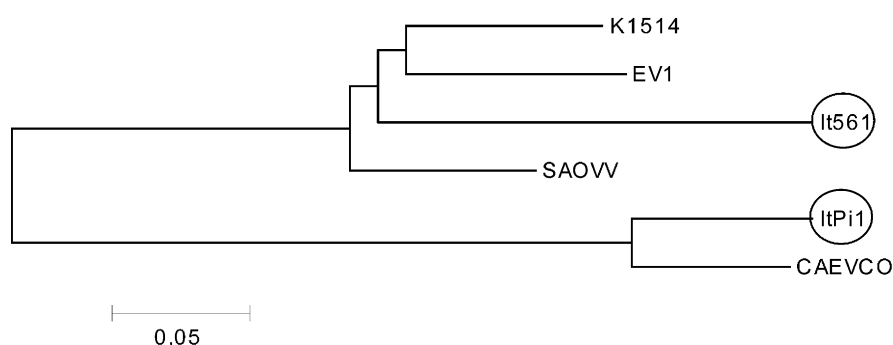 K1514
EV1
It561
SAOVV
ItPi1
CAEVCO
0.05